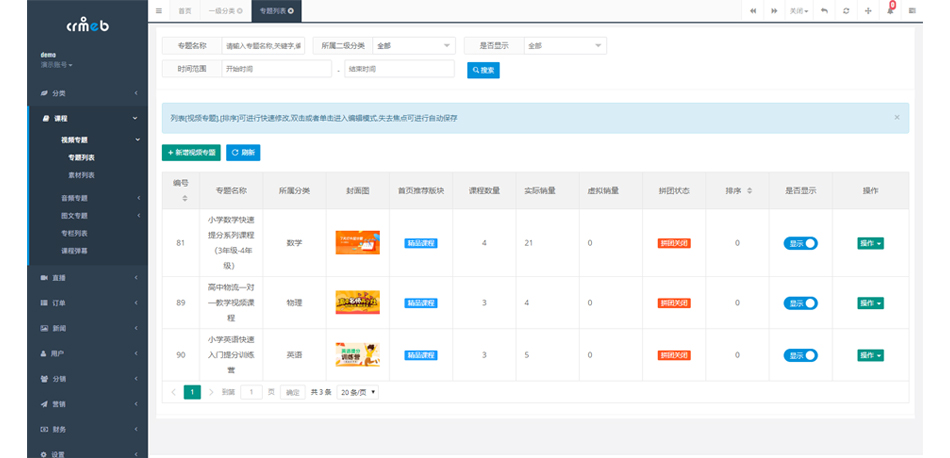 首页
一级分类
专题列表
关闭
8
crmeb
demo
演示账号
分类
课程
视频专题
专题列表
素材列表
音频专题
图文专题
专栏列表
课程弹幕
直播
订单
新闻
用户
分销
营销
财务
设置
专题名称
请输入专题名称,关键字,编
所属二级分类
全部
是否显示
全部
时间范围
开始时间
-
结束时间
搜索
列表[视频专题],[排序]可进行快速修改,双击或者单击进入编辑模式,失去焦点可进行自动保存
×
+ 新增视频专题
刷新
编号 专题名称 所属分类 封面图 首页推荐版块 课程数量 实际销量 虚拟销量 拼团状态 排序 是否显示 操作
81
小学数学快速
提分系列课程
(3年级-4年
级)
数学
精品课程
4
21
0
拼团关闭
0
显示
操作
89
高中物流一对
一教学视频课
程
物理
精品课程
3
4
0
拼团关闭
0
显示
操作
90
小学英语快速
入门提分训练
营
英语
训练营
精品课程
3
5
0
拼团关闭
0
显示
操作
1
到第
1
页
确定
共 3 条
20 条/页